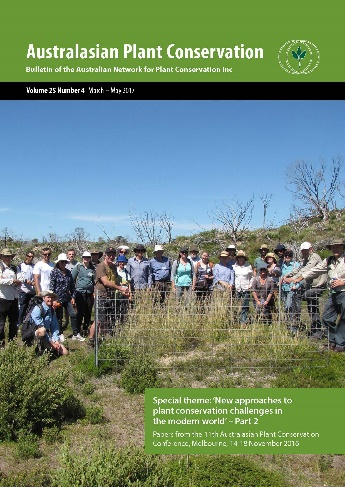 Australasian Plant Conservation
Bulletin of the Australian Network for Plant Conservation Inc
Volume 25 Number 4 March – May 2017
Special theme: ‘New approaches to
plant conservation challenges in
the modern world’ – Part 2
Papers from the 11th Australasian Plant Conservation
Conference, Melbourne, 14-18 November 2016